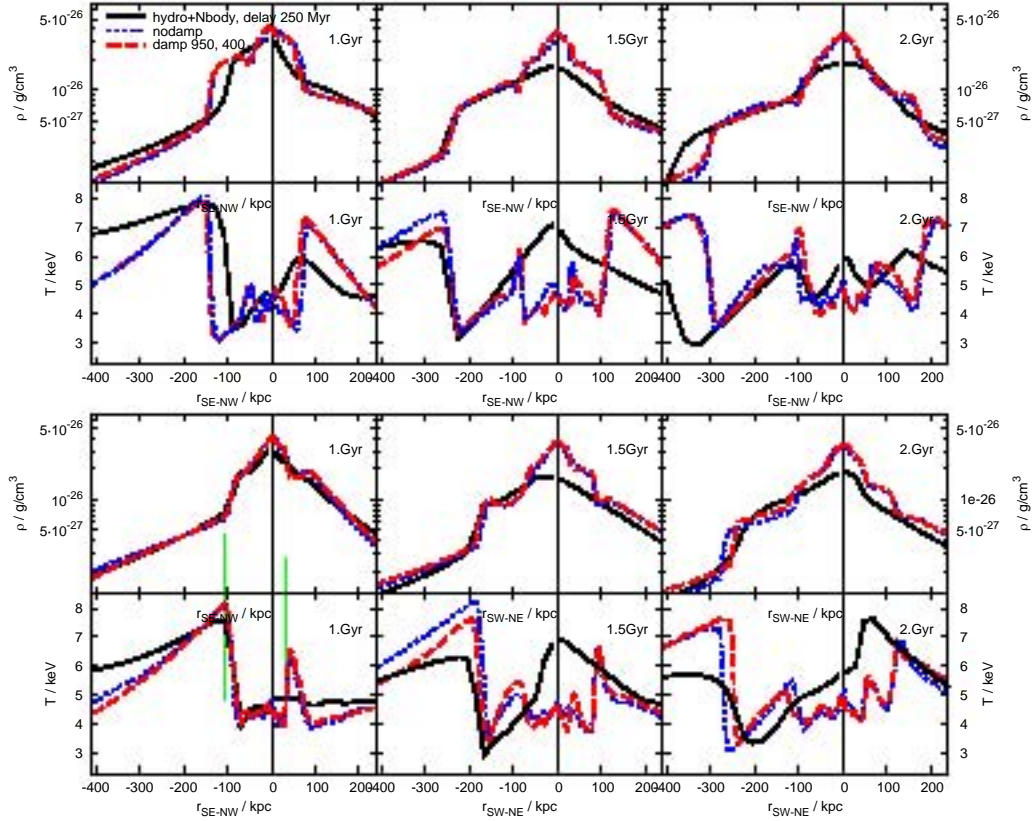 hydro+Nbody, delay 250 Myr
nodamp
damp 950, 400
1.Gyr
1.5Gyr
2.Gyr
5·10⁻²⁶
10⁻²⁶
5·10⁻²⁷
ρ / g/cm³
5·10⁻²⁶
10⁻²⁶
5·10⁻²⁷
ρ / g/cm³
r_SE-NW / kpc
r_SE-NW / kpc
r_SE-NW / kpc
1.Gyr
1.5Gyr
2.Gyr
8
7
6
5
4
3
T / keV
8
7
6
5
4
3
T / keV
-400 -300 -200 -100 0 100 200
-400 -300 -200 -100 0 100 200
-400 -300 -200 -100 0 100 200
r_SE-NW / kpc
r_SE-NW / kpc
r_SE-NW / kpc
1.Gyr
1.5Gyr
2.Gyr
5·10⁻²⁶
10⁻²⁶
5·10⁻²⁷
ρ / g/cm³
5·10⁻²⁶
1e-26
5·10⁻²⁷
ρ / g/cm³
r_SE-NW / kpc
r_SW-NE / kpc
r_SW-NE / kpc
1.Gyr
1.5Gyr
2.Gyr
8
7
6
5
4
3
T / keV
8
7
6
5
4
3
T / keV
-400 -300 -200 -100 0 100 200
-400 -300 -200 -100 0 100 200
-400 -300 -200 -100 0 100 200
r_SE-NW / kpc
r_SW-NE / kpc
r_SW-NE / kpc